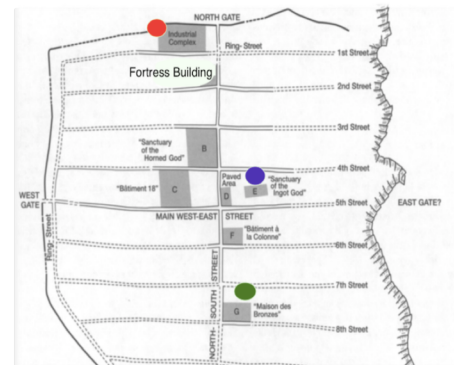 NORTH GATE
Industrial
Complex
Ring- Street
1st Street
Fortress Building
2nd Street
3rd Street
"Sanctuary
of the
Horned God"
B
4th Street
"Bâtiment 18"
C
Paved
Area
D
E
"Sanctuary
of the
Ingot God"
WEST
GATE
5th Street
EAST GATE?
MAIN WEST-EAST STREET
Ring- Street
F
"Bâtiment à
la Colonne"
6th Street
NORTH- SOUTH STREET
7th Street
G
"Maison des
Bronzes"
8th Street